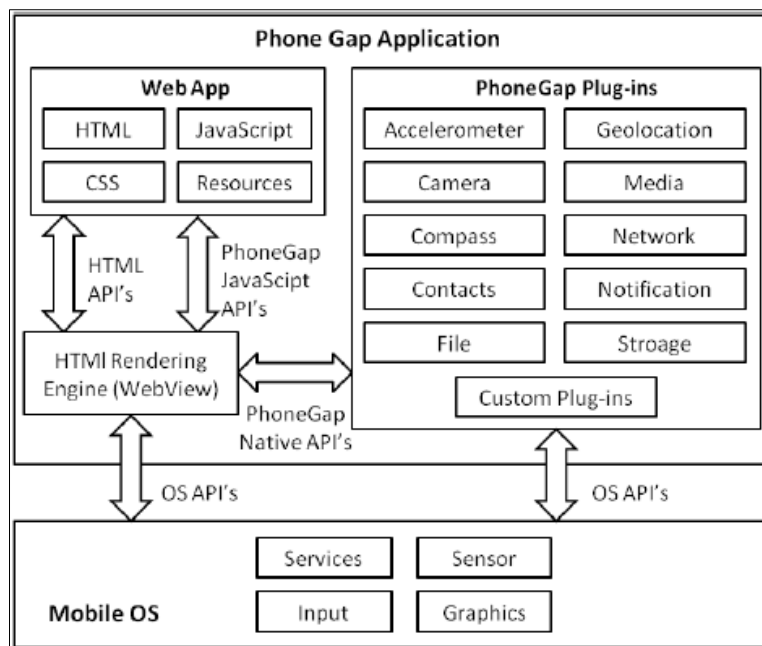 Phone Gap Application
Web App
HTML
JavaScript
CSS
Resources
PhoneGap Plug-ins
Accelerometer
Geolocation
Camera
Media
Compass
Network
Contacts
Notification
File
Stroage
Custom Plug-ins
HTML
API's
PhoneGap
JavaScipt
API's
HTMl Rendering
Engine (WebView)
PhoneGap
Native API's
OS API's
OS API's
Mobile OS
Services
Sensor
Input
Graphics